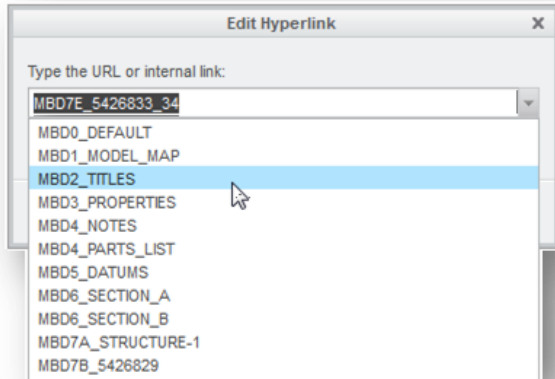 Edit Hyperlink
Type the URL or internal link:
MBD7E_5426833_34
MBD0_DEFAULT
MBD1_MODEL_MAP
MBD2_TITLES
MBD3_PROPERTIES
MBD4_NOTES
MBD4_PARTS_LIST
MBD5_DATUMS
MBD6_SECTION_A
MBD6_SECTION_B
MBD7A_STRUCTURE-1
MBD7B_5426829